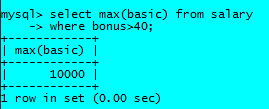 mysql> select max(basic) from salary
    -> where bonus>40;
+------------+
| max(basic) |
+------------+
|      10000 |
+------------+
1 row in set (0.00 sec)